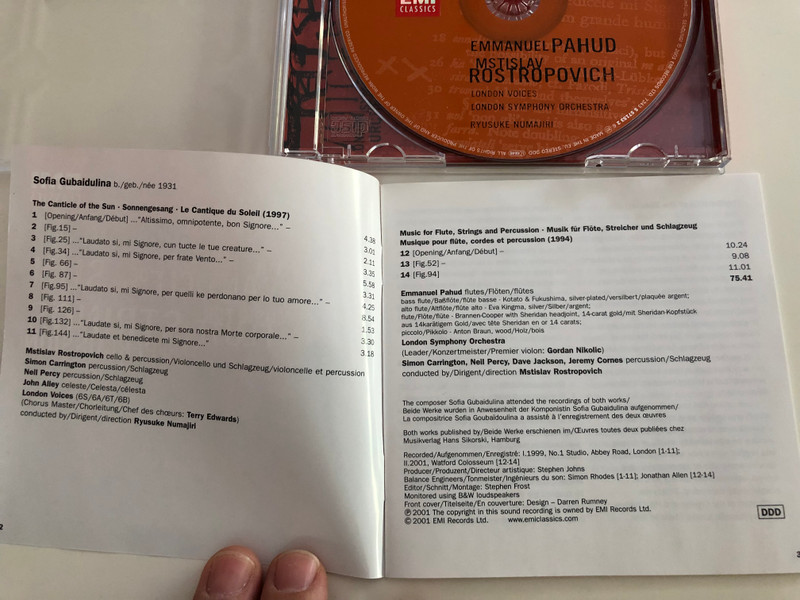 EMI
CLASSICS
EMMANUEL PAHUD
MSTISLAV
ROSTROPOVICH
LONDON VOICES
LONDON SYMPHONY ORCHESTRA
RYUSUKE NUMAJIRI
Sofia Gubaidulina b./geb./née 1931
The Canticle of the Sun · Sonnengesang · Le Cantique du Soleil (1997)
1 [Opening/Anfang/Début] ..."Altissimo, omnipotente, bon Signore..." – 4.38
2 [Fig.15] – 3.01
3 [Fig.25] ..."Laudato si, mi Signore, cun tucte le tue creature..." – 2.11
4 [Fig.34] ..."Laudato si, mi Signore, per frate Vento..." – 3.35
5 [Fig. 66] – 5.58
6 [Fig. 87] – 3.31
7 [Fig.95] ..."Laudato si, mi Signore, per quelli ke perdonano per lo tuo amore..." – 4.25
8 [Fig. 111] – 8.54
9 [Fig. 126] – 1.53
10 [Fig.132] ..."Laudate si, mi Signore, per sora nostra Morte corporale..." – 3.30
11 [Fig.144] ..."Laudate et benedicete mi Signore..." 3.18
Mstislav Rostropovich cello & percussion/Violoncello und Schlagzeug/violoncelle et percussion
Simon Carrington percussion/Schlagzeug
Neil Percy percussion/Schlagzeug
John Alley celeste/Celesta/célesta
London Voices (6S/6A/6T/6B)
(Chorus Master/Chorleitung/Chef des chœurs: Terry Edwards)
conducted by/Dirigent/direction Ryusuke Numajiri
2
Music for Flute, Strings and Percussion · Musik für Flöte, Streicher und Schlagzeug
Musique pour flûte, cordes et percussion (1994)
12 [Opening/Anfang/Début] – 10.24
13 [Fig.52] – 9.08
14 [Fig.94] 11.01
75.41
Emmanuel Pahud flutes/Flöten/flûtes
bass flute/Baßflöte/flûte basse · Kotato & Fukushima, silver-plated/versilbert/plaquée argent;
alto flute/Altflöte/flûte alto · Eva Kingma, silver/Silber/argent;
flute/Flöte/flûte · Brannen-Cooper with Sheridan headjoint, 14-carat gold/mit Sheridan-Kopfstück
aus 14karätigem Gold/avec tête Sheridan en or 14 carats;
piccolo/Pikkolo · Anton Braun, wood/Holz/bois
London Symphony Orchestra
(Leader/Konzertmeister/Premier violon: Gordan Nikolic)
Simon Carrington, Neil Percy, Dave Jackson, Jeremy Cornes percussion/Schlagzeug
conducted by/Dirigent/direction Mstislav Rostropovich
The composer Sofia Gubaidulina attended the recordings of both works/
Beide Werke wurden in Anwesenheit der Komponistin Sofia Gubaidulina aufgenommen/
La compositrice Sofia Gubaïdoulina a assisté à l'enregistrement des deux œuvres
Both works published by/Beide Werke erschienen im/Œuvres toutes deux publiées chez
Musikverlag Hans Sikorski, Hamburg
Recorded/Aufgenommen/Enregistré: I.1999, No.1 Studio, Abbey Road, London [1-11];
II.2001, Watford Colosseum [12-14]
Producer/Produzent/Directeur artistique: Stephen Johns
Balance Engineers/Tonmeister/Ingénieurs du son: Simon Rhodes [1-11]; Jonathan Allen [12-14]
Editor/Schnitt/Montage: Stephen Frost
Monitored using B&W loudspeakers
Front cover/Titelseite/En couverture: Design – Darren Rumney
℗ 2001 The copyright in this sound recording is owned by EMI Records Ltd.
© 2001 EMI Records Ltd. www.emiclassics.com
DDD
3